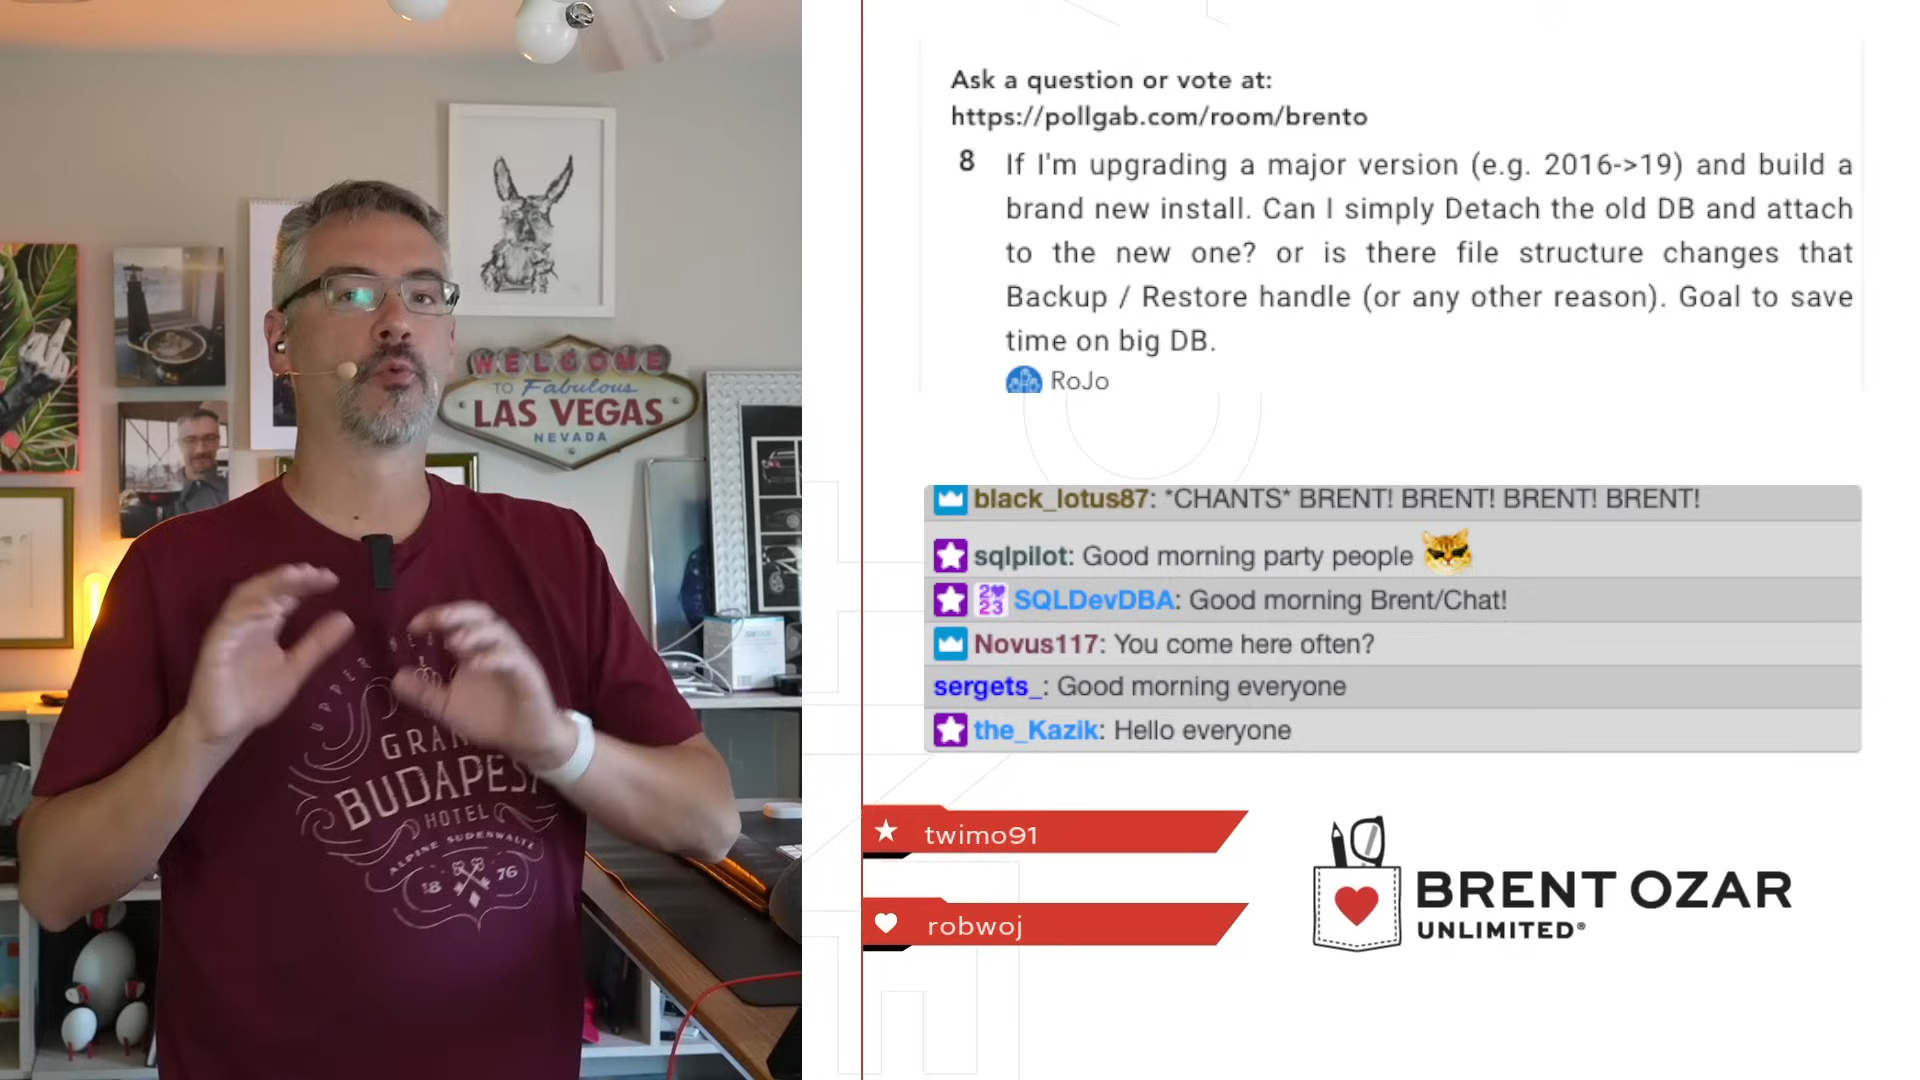 WELCOME
TO Fabulous
LAS VEGAS
NEVADA
BUDAPEST
HOTEL
ALPINE SUDENWALTZ
18 76
Ask a question or vote at:
https://pollgab.com/room/brento
8 If I'm upgrading a major version (e.g. 2016->19) and build a
brand new install. Can I simply Detach the old DB and attach
to the new one? or is there file structure changes that
Backup / Restore handle (or any other reason). Goal to save
time on big DB.
RoJo
black_lotus87: *CHANTS* BRENT! BRENT! BRENT! BRENT!
sqlpilot: Good morning party people
2023 SQLDevDBA: Good morning Brent/Chat!
Novus117: You come here often?
sergets_: Good morning everyone
the_Kazik: Hello everyone
twimo91
robwoj
BRENT OZAR
UNLIMITED®